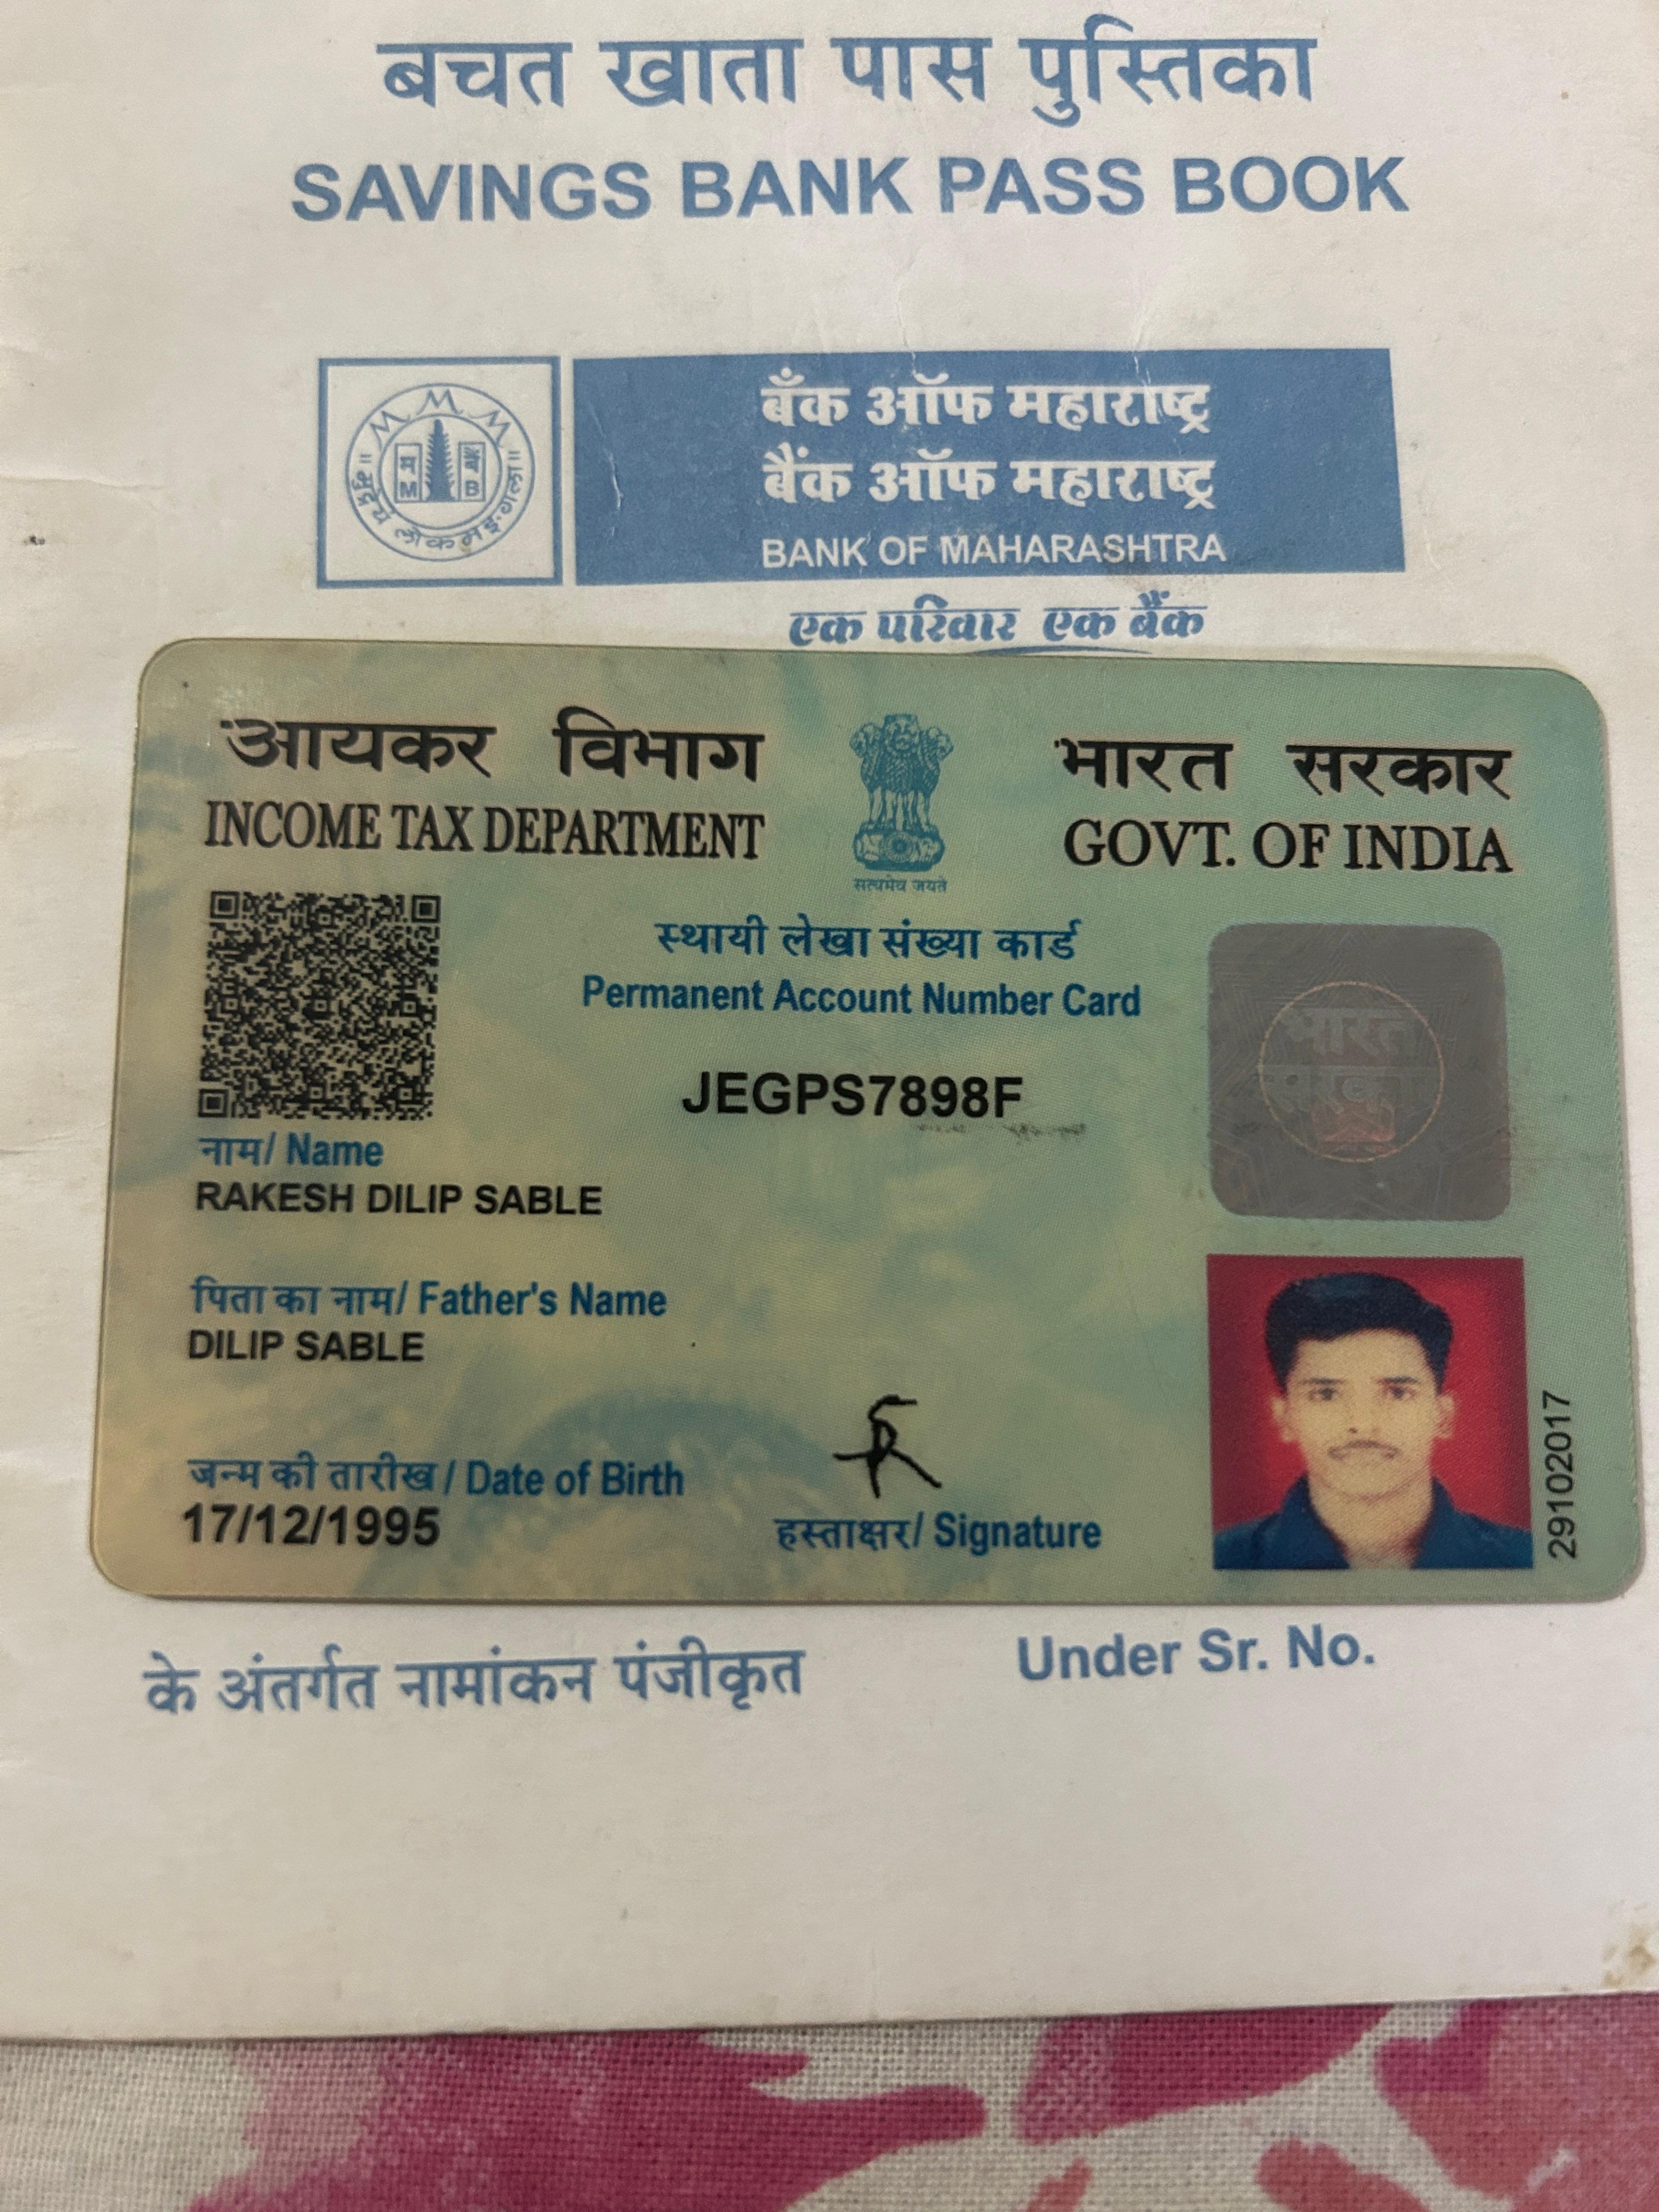 बचत खाता पास पुस्तिका
SAVINGS BANK PASS BOOK
बँक ऑफ महाराष्ट्र
बैंक ऑफ महाराष्ट्र
BANK OF MAHARASHTRA
एक परिवार एक बैंक
आयकर विभाग
INCOME TAX DEPARTMENT
सत्यमेव जयते
भारत सरकार
GOVT. OF INDIA
स्थायी लेखा संख्या कार्ड
Permanent Account Number Card
JEGPS7898F
भारत
नाम/ Name
RAKESH DILIP SABLE
पिता का नाम/ Father's Name
DILIP SABLE
जन्म की तारीख / Date of Birth
17/12/1995
हस्ताक्षर/ Signature
29102017
के अंतर्गत नामांकन पंजीकृत
Under Sr. No.